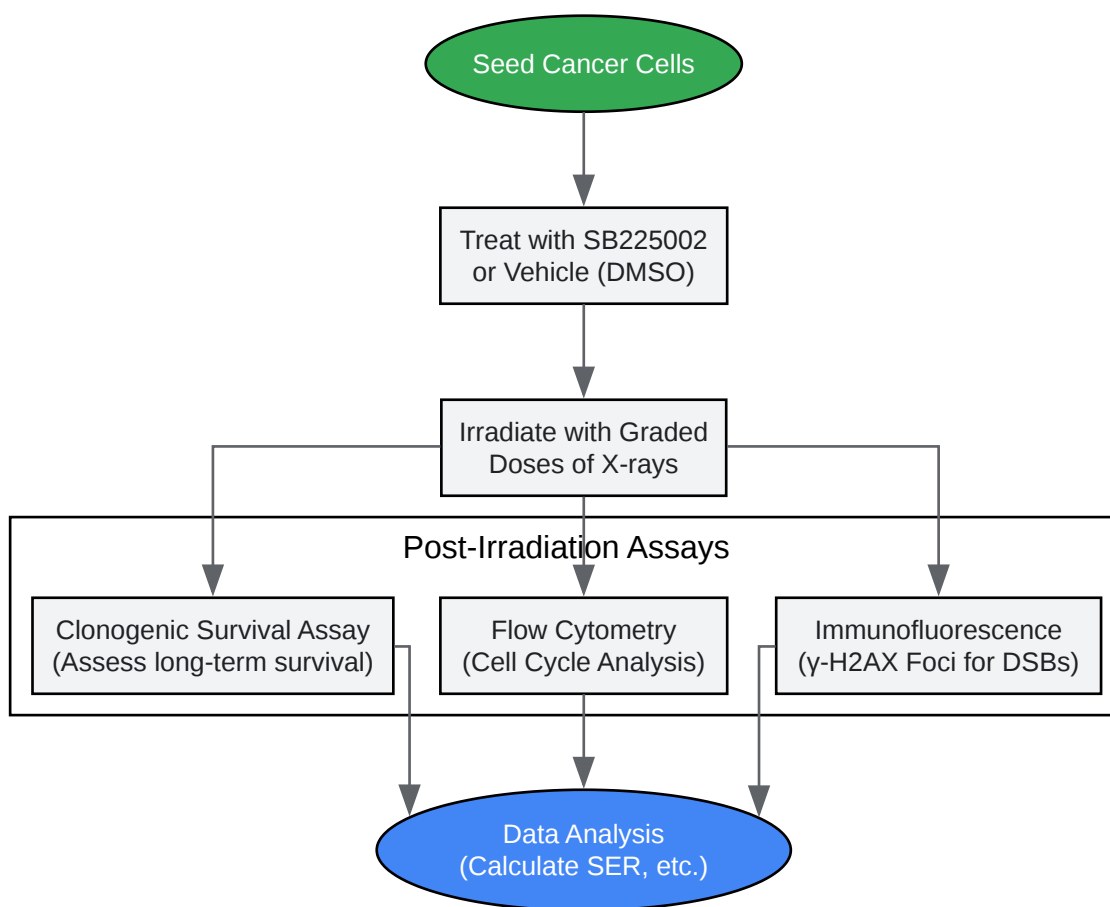 Seed Cancer Cells
Treat with SB225002
or Vehicle (DMSO)
Irradiate with Graded
Doses of X-rays
Post-Irradiation Assays
Clonogenic Survival Assay
(Assess long-term survival)
Flow Cytometry
(Cell Cycle Analysis)
Immunofluorescence
(γ-H2AX Foci for DSBs)
Data Analysis
(Calculate SER, etc.)